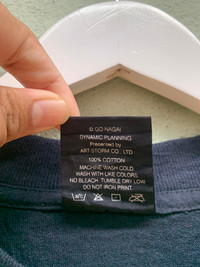 © GO NAGAI
DYNAMIC PLANNING
Presented by
ART STORM CO., LTD
100% COTTON
MACHINE WASH COLD.
WASH WITH LIKE COLORS
NO BLEACH. TUMBLE DRY LOW
DO NOT IRON PRINT.